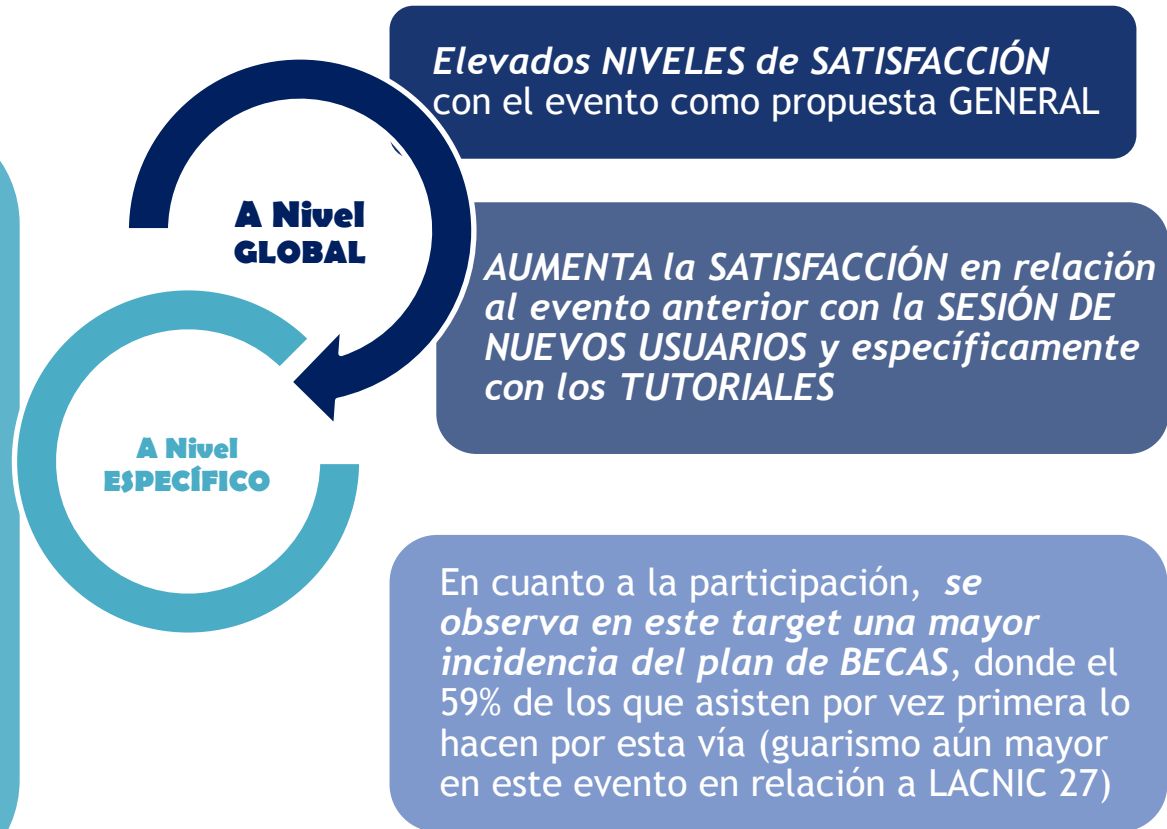 Elevados NIVELES de SATISFACCIÓN
con el evento como propuesta GENERAL
A Nivel
GLOBAL
AUMENTA la SATISFACCIÓN en relación
al evento anterior con la SESIÓN DE
NUEVOS USUARIOS y específicamente
con los TUTORIALES
A Nivel
ESPECÍFICO
En cuanto a la participación, se
observa en este target una mayor
incidencia del plan de BECAS, donde el
59% de los que asisten por vez primera lo
hacen por esta vía (guarismo aún mayor
en este evento en relación a LACNIC 27)